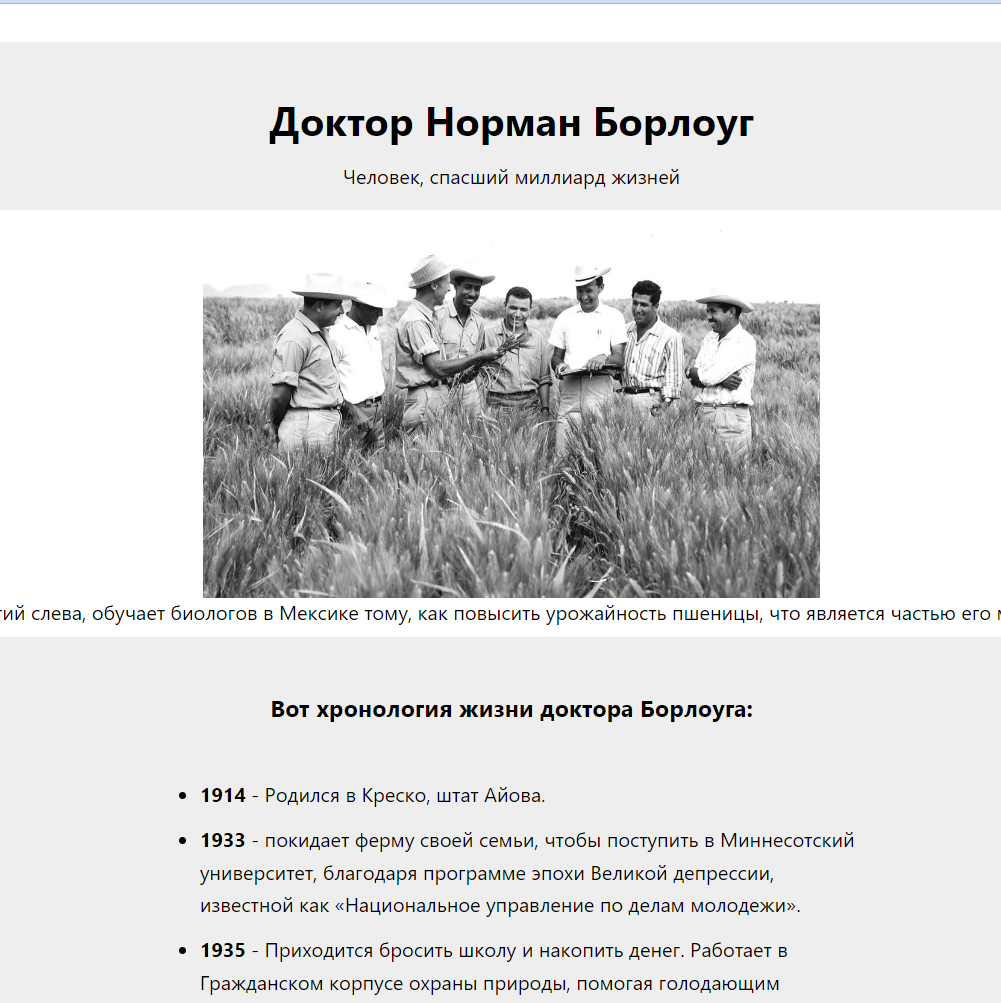 Доктор Норман Борлоуг
Человек, спасший миллиард жизней
слева, обучает биологов в Мексике тому, как повысить урожайность пшеницы, что является частью его
Вот хронология жизни доктора Борлоуга:
1914 - Родился в Креско, штат Айова.
1933 - покидает ферму своей семьи, чтобы поступить в Миннесотский
университет, благодаря программе эпохи Великой депрессии,
известной как «Национальное управление по делам молодежи».
1935 - Приходится бросить школу и накопить денег. Работает в
Гражданском корпусе охраны природы, помогая голодающим